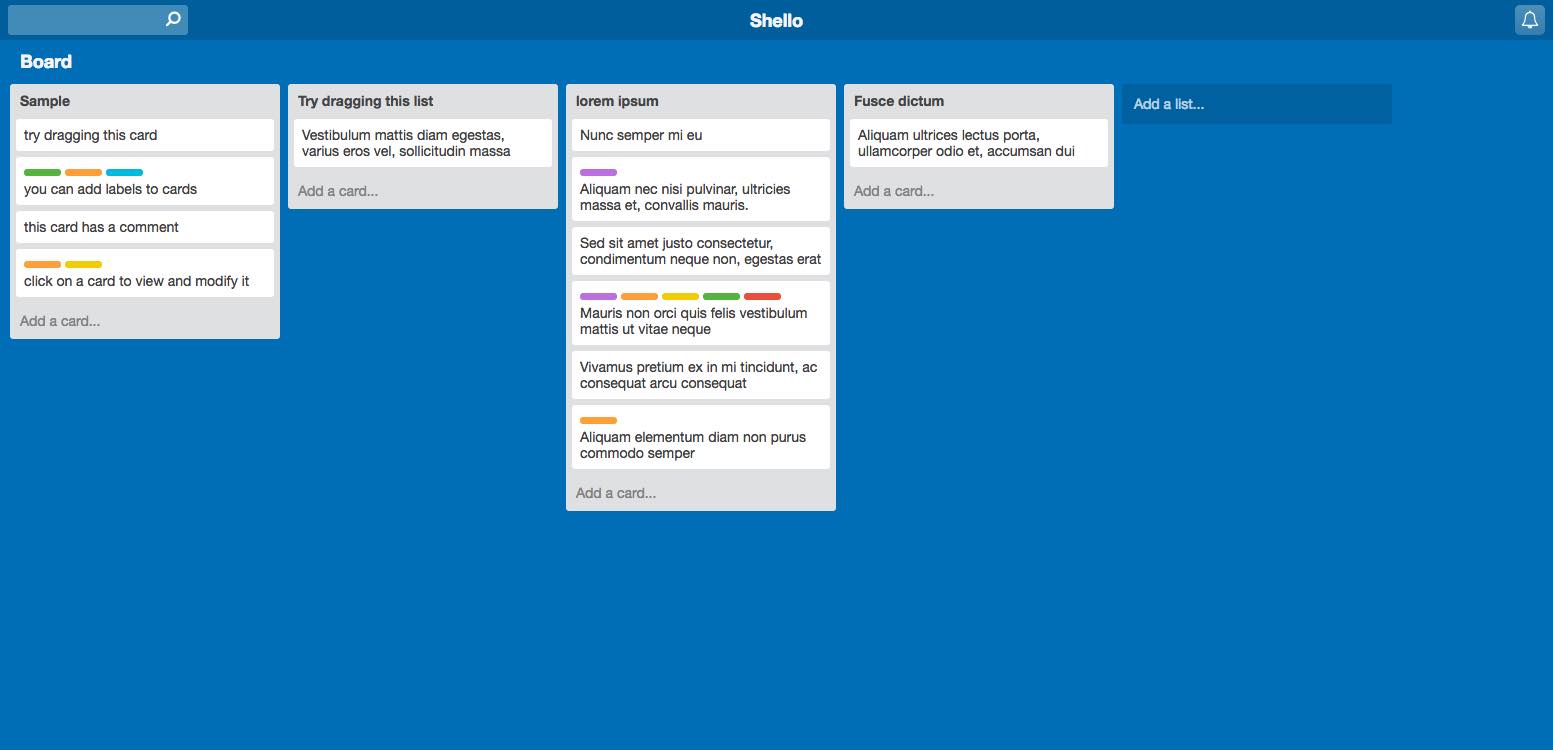 Shello
Board
Sample
try dragging this card
you can add labels to cards
this card has a comment
click on a card to view and modify it
Add a card...
Try dragging this list
Vestibulum mattis diam egestas,
varius eros vel, sollicitudin massa
Add a card...
lorem ipsum
Nunc semper mi eu
Aliquam nec nisi pulvinar, ultricies
massa et, convallis mauris.
Sed sit amet justo consectetur,
condimentum neque non, egestas erat
Mauris non orci quis felis vestibulum
mattis ut vitae neque
Vivamus pretium ex in mi tincidunt, ac
consequat arcu consequat
Aliquam elementum diam non purus
commodo semper
Add a card...
Fusce dictum
Aliquam ultrices lectus porta,
ullamcorper odio et, accumsan dui
Add a card...
Add a list...